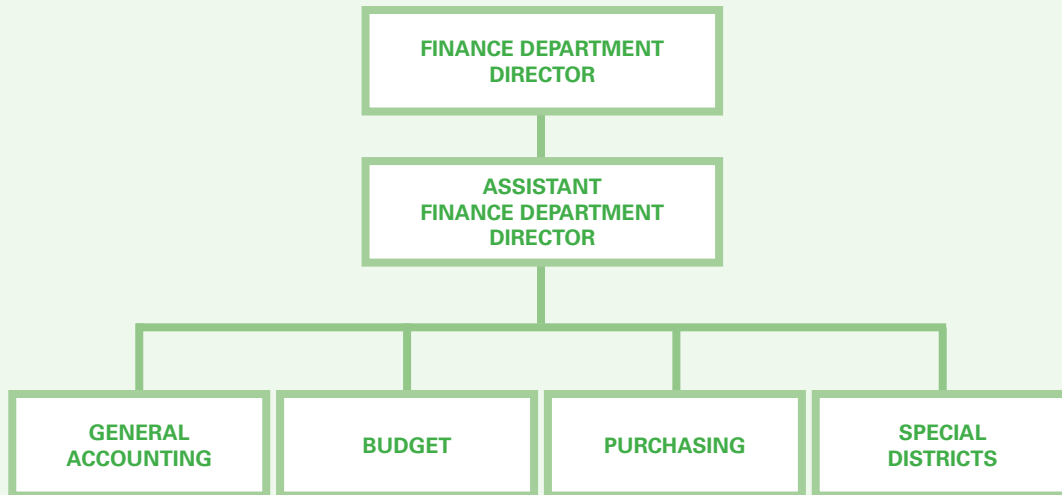 FINANCE DEPARTMENT
DIRECTOR
ASSISTANT
FINANCE DEPARTMENT
DIRECTOR
GENERAL
ACCOUNTING
BUDGET
PURCHASING
SPECIAL
DISTRICTS